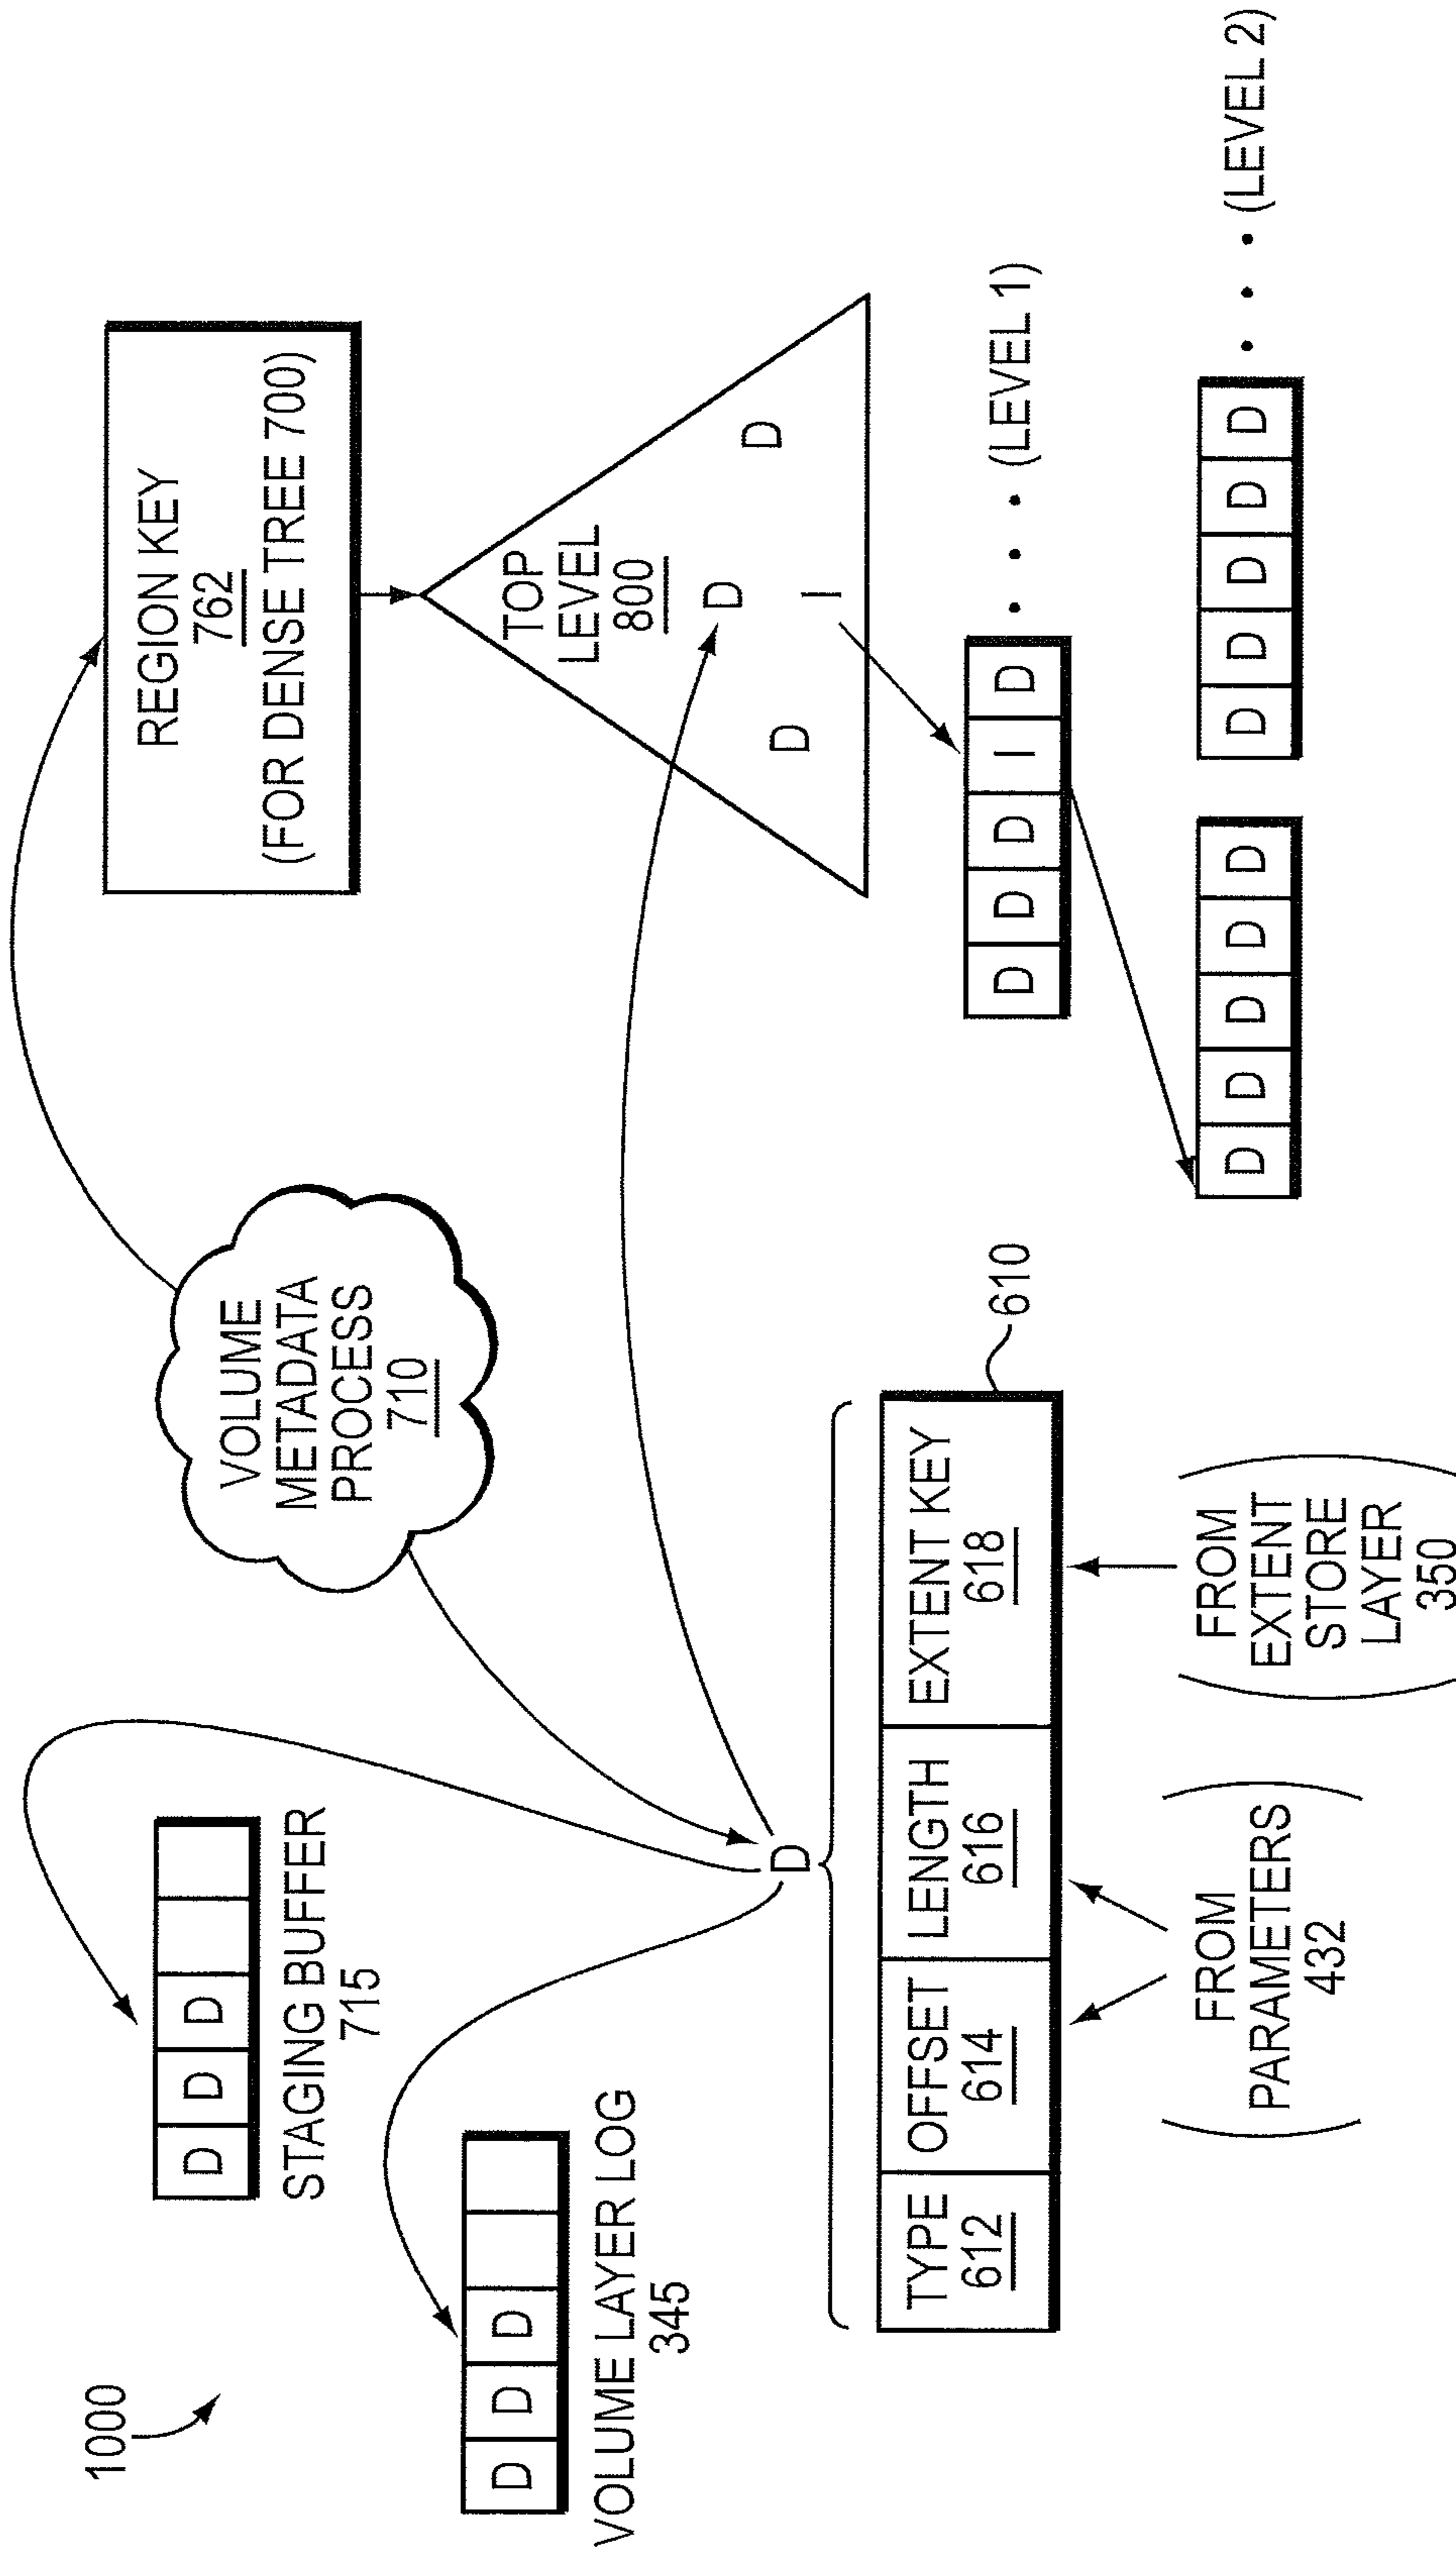 1000
D D D
STAGING BUFFER
715
D D D
VOLUME LAYER LOG
345
VOLUME
METADATA
PROCESS
710
REGION KEY
762
(FOR DENSE TREE 700)
TOP
LEVEL
800
D D D
I
D
TYPE
612
OFFSET
614
LENGTH
616
EXTENT KEY
618
610
FROM
PARAMETERS
432
FROM
EXTENT
STORE
LAYER
350
D D D I D • • • (LEVEL 1)
D D D D D D D D D D • • • (LEVEL 2)